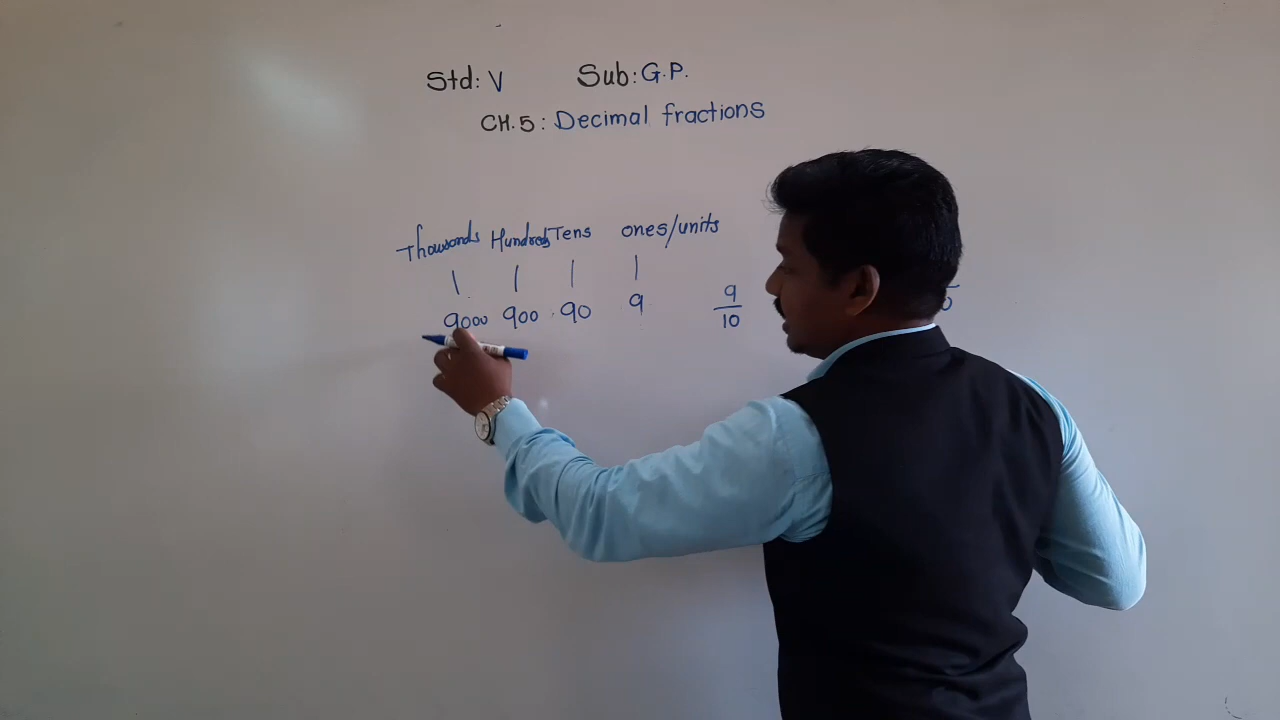 Std: V Sub: G.P.
CH.5: Decimal fractions
Thousands Hundreds Tens ones/units
9000 900 90 9 9/10